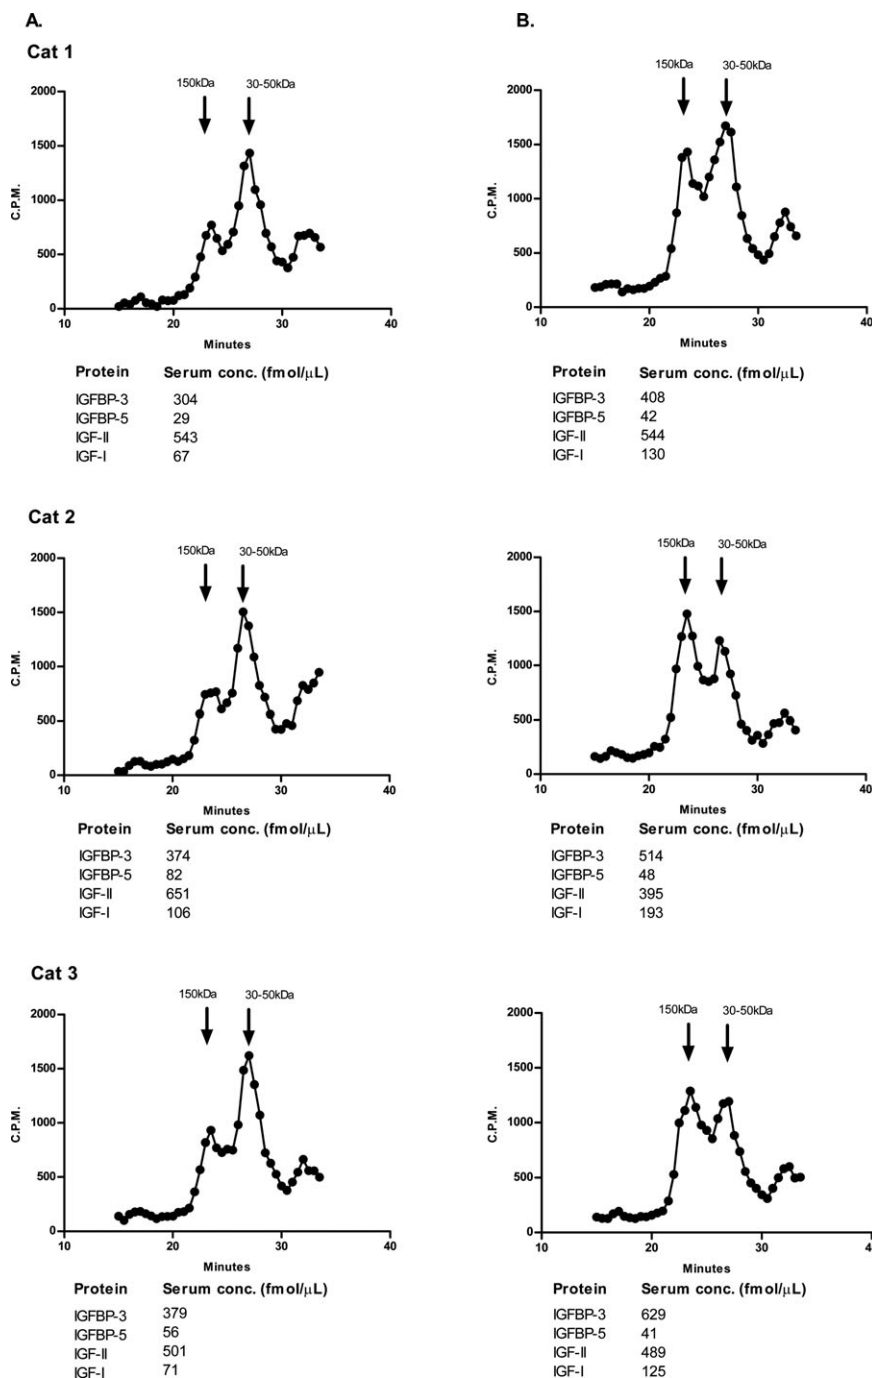 A.
B.
Cat 1
150kDa 30-50kDa
2000
1500
1000
500
0
C.P.M.
10 20 30 40
Minutes
Protein Serum conc. (fmol/μL)
IGFBP-3 304
IGFBP-5 29
IGF-II 543
IGF-I 67
150kDa 30-50kDa
2000
1500
1000
500
0
C.P.M.
10 20 30 40
Minutes
Protein Serum conc. (fmol/μL)
IGFBP-3 408
IGFBP-5 42
IGF-II 544
IGF-I 130
Cat 2
150kDa 30-50kDa
2000
1500
1000
500
0
C.P.M.
10 20 30 40
Minutes
Protein Serum conc. (fmol/μL)
IGFBP-3 374
IGFBP-5 82
IGF-II 651
IGF-I 106
150kDa 30-50kDa
2000
1500
1000
500
0
C.P.M.
10 20 30 40
Minutes
Protein Serum conc. (fmol/μL)
IGFBP-3 514
IGFBP-5 48
IGF-II 395
IGF-I 193
Cat 3
150kDa 30-50kDa
2000
1500
1000
500
0
C.P.M.
10 20 30 40
Minutes
Protein Serum conc. (fmol/μL)
IGFBP-3 379
IGFBP-5 56
IGF-II 501
IGF-I 71
150kDa 30-50kDa
2000
1500
1000
500
0
C.P.M.
10 20 30 40
Minutes
Protein Serum conc. (fmol/μL)
IGFBP-3 629
IGFBP-5 41
IGF-II 489
IGF-I 125